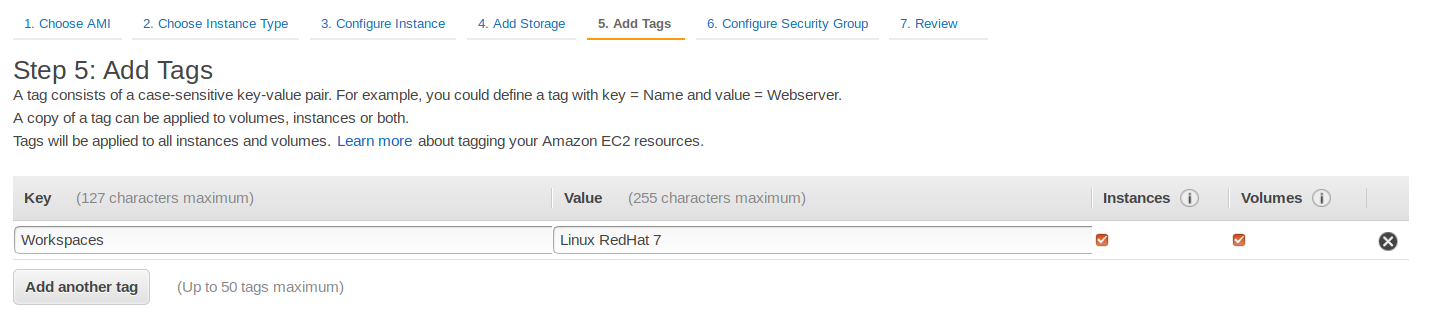 1. Choose AMI 2. Choose Instance Type 3. Configure Instance 4. Add Storage 5. Add Tags 6. Configure Security Group 7. Review
Step 5: Add Tags
A tag consists of a case-sensitive key-value pair. For example, you could define a tag with key = Name and value = Webserver.
A copy of a tag can be applied to volumes, instances or both.
Tags will be applied to all instances and volumes. Learn more about tagging your Amazon EC2 resources.
Key (127 characters maximum) Value (255 characters maximum) Instances i Volumes i
Workspaces Linux RedHat 7
Add another tag (Up to 50 tags maximum)